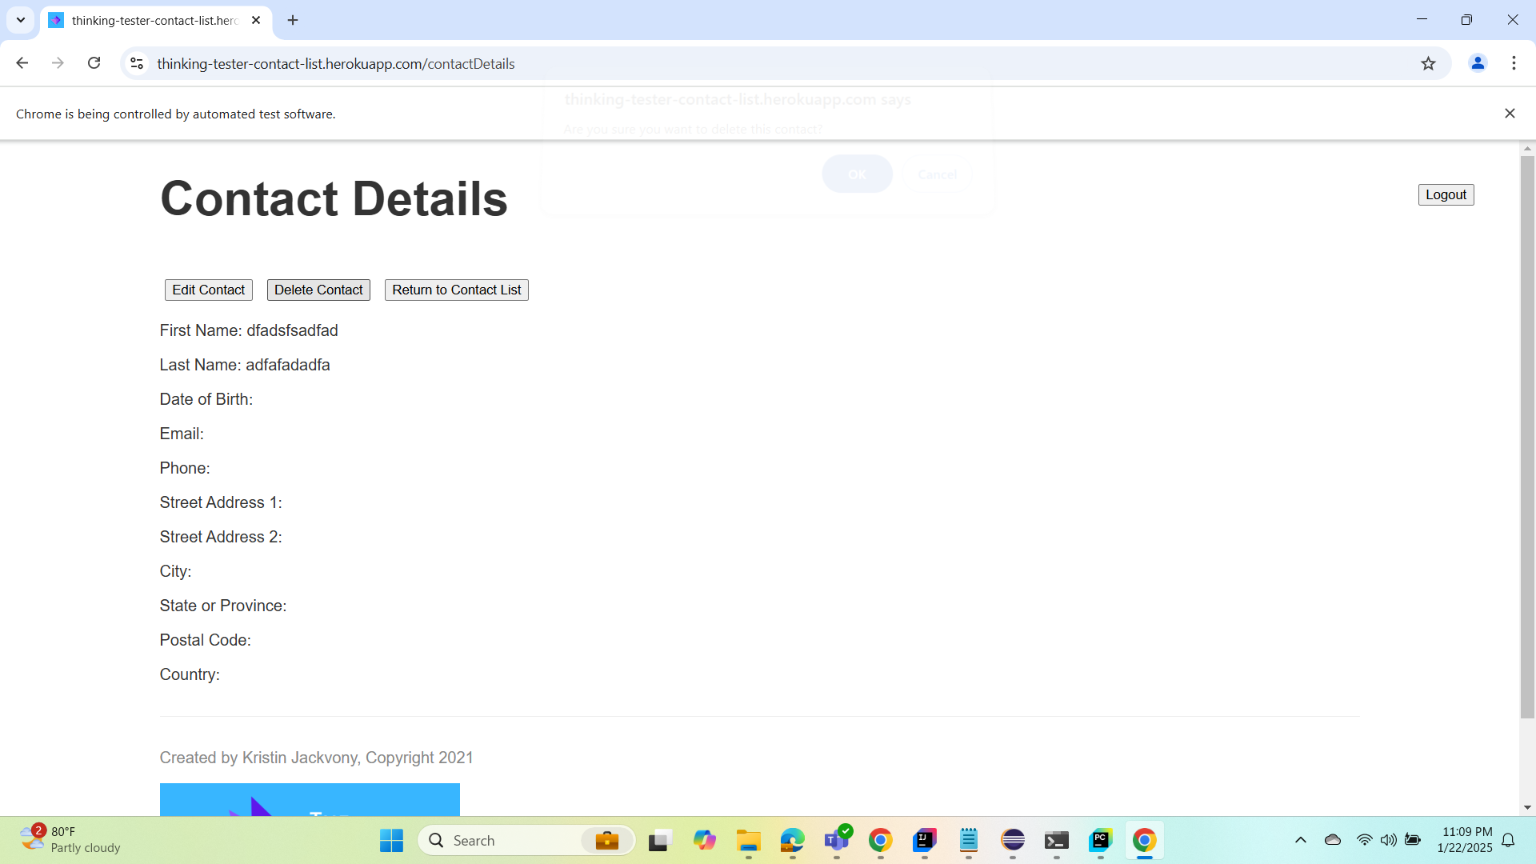 thinking-tester-contact-list.herc
thinking-tester-contact-list.herokuapp.com/contactDetails
thinking-tester-contact-list.herokuapp.com says
Chrome is being controlled by automated test software.
Are you sure you want to delete this contact?
OK
Cancel
Contact Details
Logout
Edit Contact
Delete Contact
Return to Contact List
First Name: dfadsfsadfad
Last Name: adfafadadfa
Date of Birth:
Email:
Phone:
Street Address 1:
Street Address 2:
City:
State or Province:
Postal Code:
Country:
Created by Kristin Jackvony, Copyright 2021
2
80°F
Partly cloudy
Search
IJ
PC
11:09 PM
1/22/2025